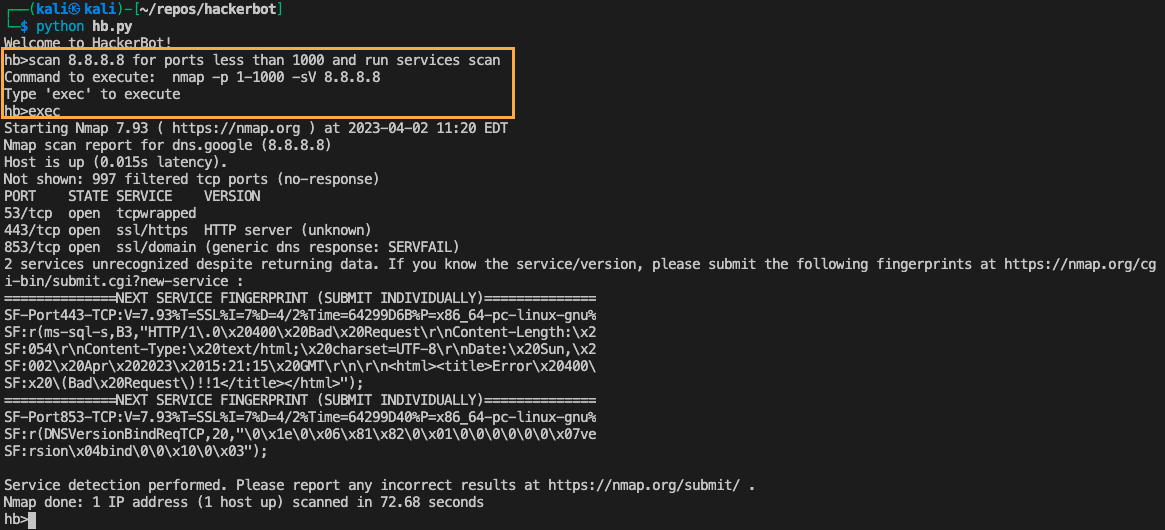 ┌──(kali㉿kali)-[~/repos/hackerbot]
└─$ python hb.py
Welcome to HackerBot!
hb>scan 8.8.8.8 for ports less than 1000 and run services scan
Command to execute:  nmap -p 1-1000 -sV 8.8.8.8
Type 'exec' to execute
hb>exec
Starting Nmap 7.93 ( https://nmap.org ) at 2023-04-02 11:20 EDT
Nmap scan report for dns.google (8.8.8.8)
Host is up (0.015s latency).
Not shown: 997 filtered tcp ports (no-response)
PORT    STATE SERVICE    VERSION
53/tcp  open  tcpwrapped
443/tcp open  ssl/https  HTTP server (unknown)
853/tcp open  ssl/domain (generic dns response: SERVFAIL)
2 services unrecognized despite returning data. If you know the service/version, please submit the following fingerprints at https://nmap.org/cg
i-bin/submit.cgi?new-service :
==============NEXT SERVICE FINGERPRINT (SUBMIT INDIVIDUALLY)==============
SF-Port443-TCP:V=7.93%T=SSL%I=7%D=4/2%Time=64299D6B%P=x86_64-pc-linux-gnu%
SF:r(ms-sql-s,B3,"HTTP/1\.0\x20400\x20Bad\x20Request\r\nContent-Length:\x2
SF:054\r\nContent-Type:\x20text/html;\x20charset=UTF-8\r\nDate:\x20Sun,\x2
SF:002\x20Apr\x202023\x2015:21:15\x20GMT\r\n\r\n<html><title>Error\x20400\
SF:x20\(Bad\x20Request\)!!1</title></html>");
==============NEXT SERVICE FINGERPRINT (SUBMIT INDIVIDUALLY)==============
SF-Port853-TCP:V=7.93%T=SSL%I=7%D=4/2%Time=64299D40%P=x86_64-pc-linux-gnu%
SF:r(DNSVersionBindReqTCP,20,"\0\x1e\0\x06\x81\x82\0\x01\0\0\0\0\0\0\x07ve
SF:rsion\x04bind\0\0\x10\0\x03");

Service detection performed. Please report any incorrect results at https://nmap.org/submit/ .
Nmap done: 1 IP address (1 host up) scanned in 72.68 seconds
hb>